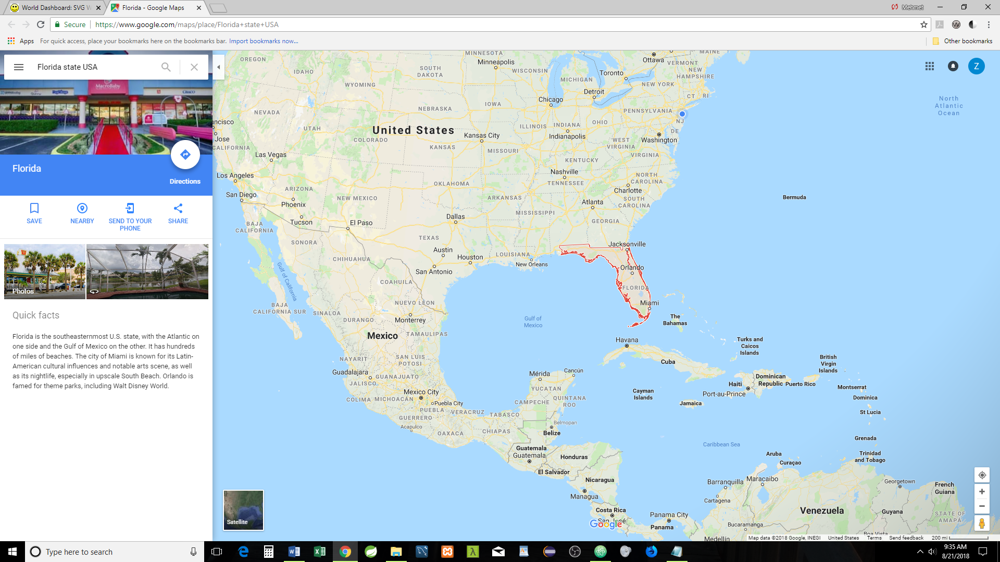 World Dashboard: SVG W
Florida - Google Maps
Mehmet
Secure
https://www.google.com/maps/place/Florida+state+USA
Apps
For quick access, place your bookmarks here on the bookmarks bar. Import bookmarks now...
Other bookmarks
Florida state USA
MacroBaby
Graco
Florida
Directions
SAVE
NEARBY
SEND TO YOUR
PHONE
SHARE
Photos
Quick facts
Florida is the southeasternmost U.S. state, with the Atlantic on
one side and the Gulf of Mexico on the other. It has hundreds
of miles of beaches. The city of Miami is known for its Latin-
American cultural influences and notable arts scene, as well
as its nightlife, especially in upscale South Beach. Orlando is
famed for theme parks, including Walt Disney World.
MINNESOTA
Ottawa
MAINE
OREGON
Minneapolis
VERMONT
IDAHO
SOUTH
DAKOTA
WISCONSIN
Toronto
NEW
HAMPSHIRE
WYOMING
MICHIGAN
NEW YORK
Detroit
CT
RI
Chicago
North
Atlantic
Ocean
IOWA
NEVADA
NEBRASKA
PENNSYLVANIA
ncisco
UTAH
United States
ILLINOIS
INDIANA
OHIO
NJ
Jose
COLORADO
Kansas City
Indianapolis
DE
Washington
CALIFORNIA
KANSAS
MISSOURI
WEST
VIRGINIA
Las Vegas
VIRGINIA
KENTUCKY
Los Angeles
Nashville
NORTH
CAROLINA
ARIZONA
OKLAHOMA
TENNESSEE
Charlotte
San Diego
NEW MEXICO
ARKANSAS
SOUTH
CAROLINA
Bermuda
Phoenix
Atlanta
MISSISSIPPI
Dallas
Tucson
El Paso
GEORGIA
BAJA
CALIFORNIA
TEXAS
SONORA
Jacksonville
Austin
LOUISIANA
CHIHUAHUA
Houston
New Orleans
San Antonio
Orlando
Gulf of California
COAHUILA
FLORIDA
NUEVO LEON
Miami
BAJA
CALIFORNIA SUR
SINALOA
DURANGO
Monterrey
Gulf of
Mexico
The
Bahamas
Mexico
TAMAULIPAS
Havana
Turks and
Caicos
Islands
NAYARIT
SAN LUIS
POTOSI
Cuba
British
Virgin
Islands
Guadalajara
GUANAJUATO
Mérida
Cancún
JALISCO
Haiti
Dominican
Republic
Puerto Rico
Mexico City
YUCATAN
Cayman
Islands
Port-au-Prince
Montserrat
COLIMA
MICHOACÁN
Puebla City
CAMPECHE
QUINTANA
ROO
Jamaica
Dominica
PUEBLA
VERACRUZ
TABASCO
St Lucia
GUERRERO
Acapulco
Belmopan
OAXACA
CHIAPAS
Belize
Grenada
Caribbean Sea
Guatemala
Guatemala
Honduras
Aruba
Curaçao
Trinidad
and Tobago
El Salvador
Nicaragua
Barranquilla
Maracaibo
Georgetown
French
Guiana
Managua
Cartagena
Costa Rica
San José
Panama City
Panama
Venezuela
Guyana
STATE OF
AMAPÁ
Bucaramanga
Boa Vista
Medellín
Satellite
Google
Map data ©2018 Google, INEGI
United States
Terms
Send feedback
200 mi
Z
Type here to search
9:35 AM
8/21/2018